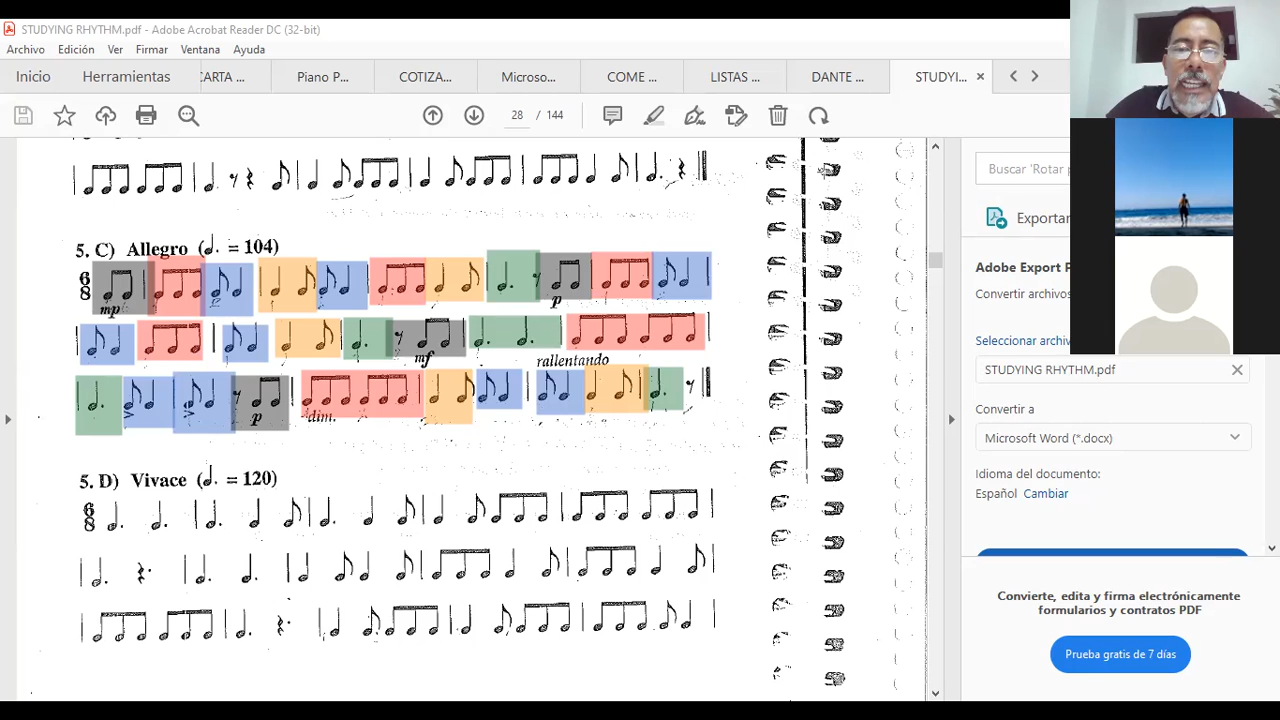 STUDYING RHYTHM.pdf - Adobe Acrobat Reader DC (32-bit)
Archivo Edición Ver Firmar Ventana Ayuda
Inicio Herramientas CARTA ... Piano P... COTIZA... Microso... COME ... LISTAS ... DANTE ... STUDYI...
28 / 144
Buscar 'Rotar
Exportar
5. C) Allegro ( = 104)
6
8
mp
p
Adobe Export
Convertir archivos
mf
rallentando
Seleccionar archiv
STUDYING RHYTHM.pdf
p
dim.
Convertir a
Microsoft Word (*.docx)
5. D) Vivace ( = 120)
6
8
Idioma del documento:
Español Cambiar
Convierte, edita y firma electrónicamente
formularios y contratos PDF
Prueba gratis de 7 días